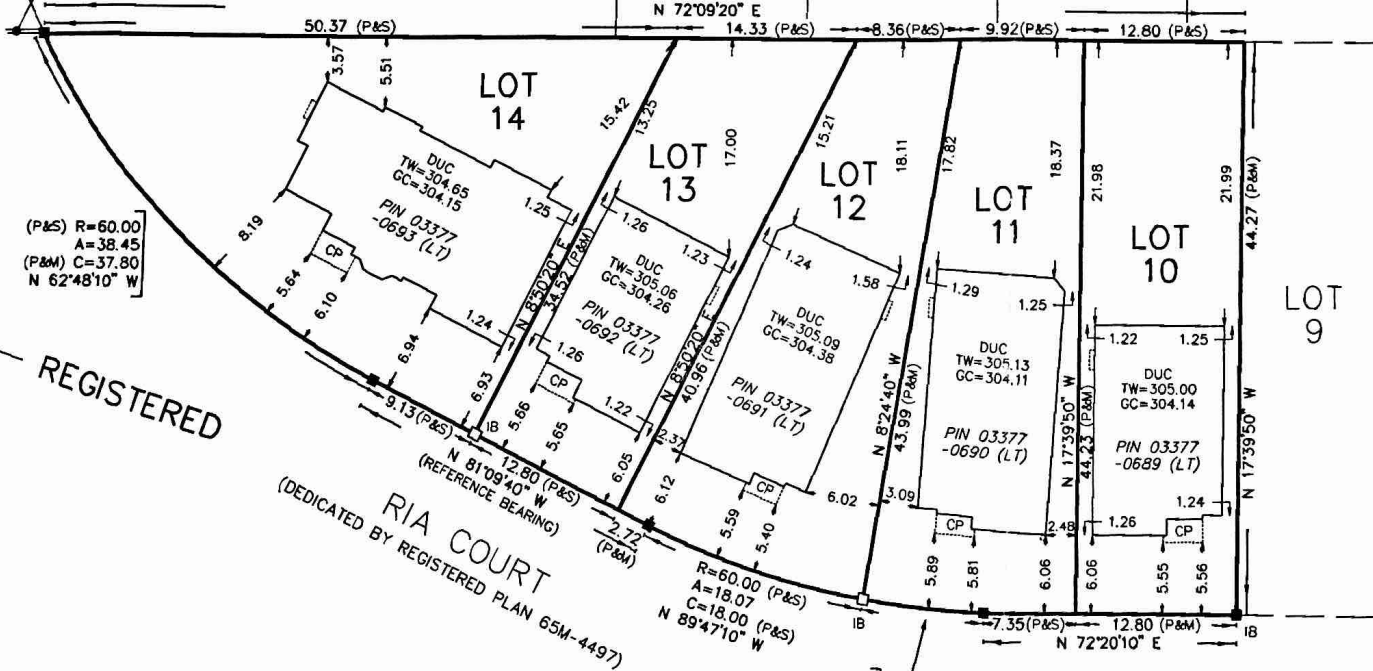 N 72°09'20" E
50.37 (P&S)
14.33 (P&S)
8.36(P&S)
9.92(P&S)
12.80 (P&S)
3.57
5.51
LOT
14
15.42
13.25
DUC
TW=304.65
GC=304.15
PIN 03377
-0693 (LT)
1.25
8.19
CP
5.64
6.10
6.94
1.24
6.93
(P&S) R=60.00
A=38.45
(P&M) C=37.80
N 62°48'10" W
N 8°50'20" E
34.52 (P&M)
LOT
13
17.00
15.21
1.26
1.23
DUC
TW=305.06
GC=304.26
PIN 03377
-0692 (LT)
1.26
CP
1.22
5.66
5.65
6.05
N 8°50'20" E
40.96 (P&M)
LOT
12
18.11
17.82
1.24
1.58
DUC
TW=305.09
GC=304.38
PIN 03377
-0691 (LT)
2.37
CP
6.12
5.59
5.40
6.02
N 8°24'40" W
43.99 (P&M)
LOT
11
18.37
1.29
1.25
DUC
TW=305.13
GC=304.11
PIN 03377
-0690 (LT)
3.09
CP
2.48
5.89
5.81
6.06
N 17°39'50" W
44.23 (P&M)
21.98
21.99
LOT
10
1.22
1.25
DUC
TW=305.00
GC=304.14
PIN 03377
-0689 (LT)
1.24
1.26
CP
6.06
5.55
5.56
44.27 (P&M)
N 17°39'50" W
LOT
9
REGISTERED
9.13(P&S)
IB
12.80 (P&S)
N 81°09'40" W
(REFERENCE BEARING)
RIA COURT
(DEDICATED BY REGISTERED PLAN 65M-4497)
2.72
(P&M)
R=60.00 (P&S)
A=18.07
C=18.00 (P&S)
N 89°47'10" W
IB
7.35(P&S)
12.80 (P&M)
N 72°20'10" E
IB